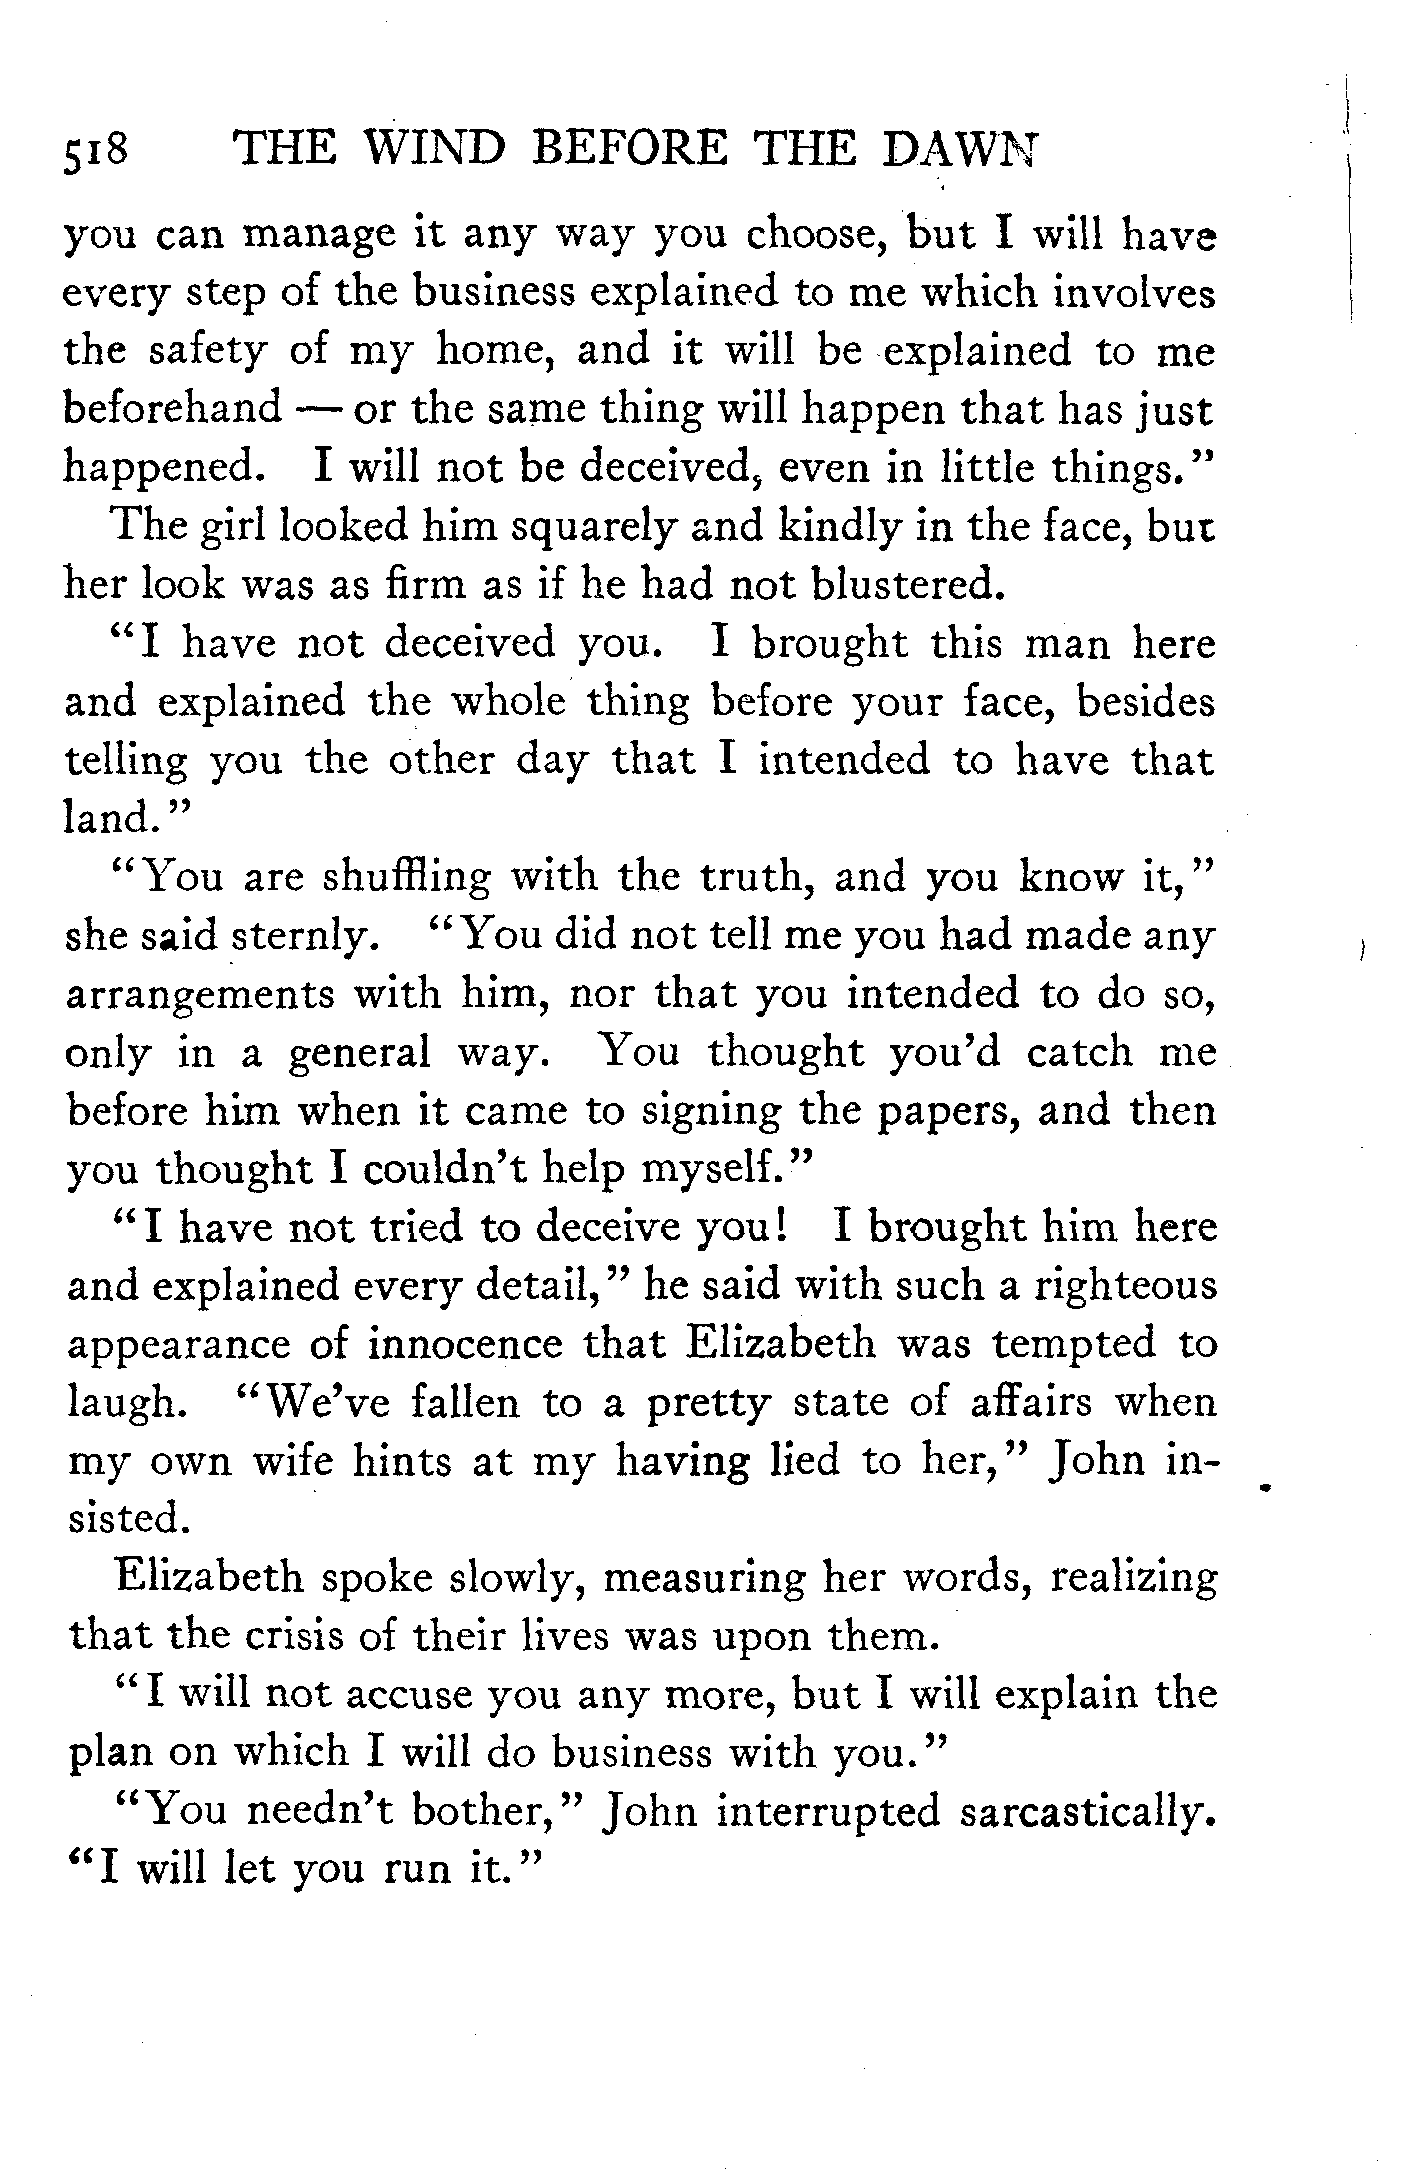 518 THE WIND BEFORE THE DAWN
you can manage it any way you choose, but I will have
every step of the business explained to me which involves
the safety of my home, and it will be explained to me
beforehand — or the same thing will happen that has just
happened. I will not be deceived, even in little things."
The girl looked him squarely and kindly in the face, but
her look was as firm as if he had not blustered.
"I have not deceived you. I brought this man here
and explained the whole thing before your face, besides
telling you the other day that I intended to have that
land."
"You are shuffling with the truth, and you know it,"
she said sternly. "You did not tell me you had made any
arrangements with him, nor that you intended to do so,
only in a general way. You thought you'd catch me
before him when it came to signing the papers, and then
you thought I couldn't help myself."
"I have not tried to deceive you! I brought him here
and explained every detail," he said with such a righteous
appearance of innocence that Elizabeth was tempted to
laugh. "We've fallen to a pretty state of affairs when
my own wife hints at my having lied to her," John in-
sisted.
Elizabeth spoke slowly, measuring her words, realizing
that the crisis of their lives was upon them.
"I will not accuse you any more, but I will explain the
plan on which I will do business with you."
"You needn't bother," John interrupted sarcastically.
"I will let you run it."